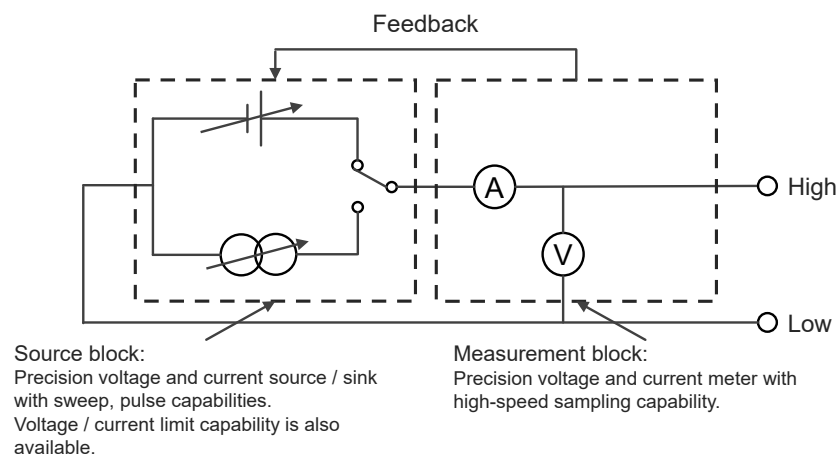 Feedback
A
V
High
Low
Source block:
Precision voltage and current source / sink
with sweep, pulse capabilities.
Voltage / current limit capability is also
available.
Measurement block:
Precision voltage and current meter with
high-speed sampling capability.